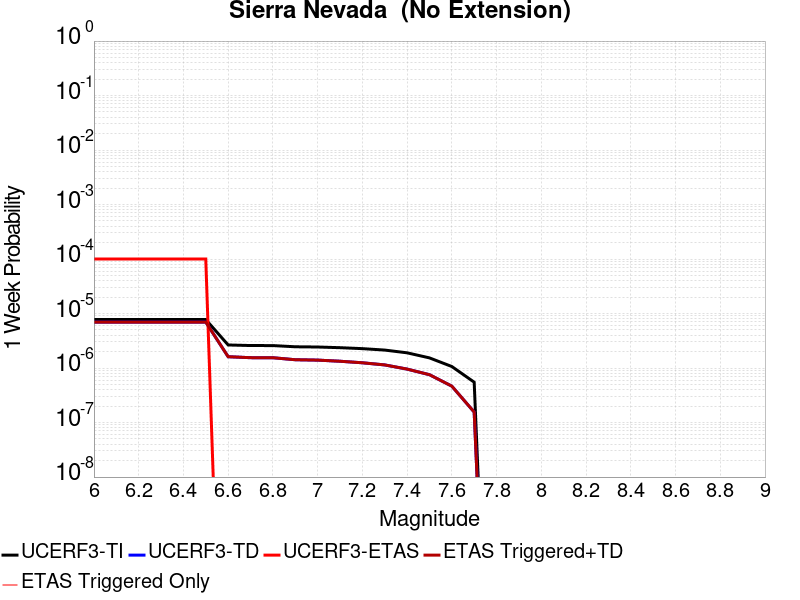 Sierra Nevada  (No Extension)
10^0
10^-1
10^-2
10^-3
10^-4
10^-5
10^-6
10^-7
10^-8
1 Week Probability
6 6.2 6.4 6.6 6.8 7 7.2 7.4 7.6 7.8 8 8.2 8.4 8.6 8.8 9
Magnitude
UCERF3-TI UCERF3-TD UCERF3-ETAS ETAS Triggered+TD
ETAS Triggered Only